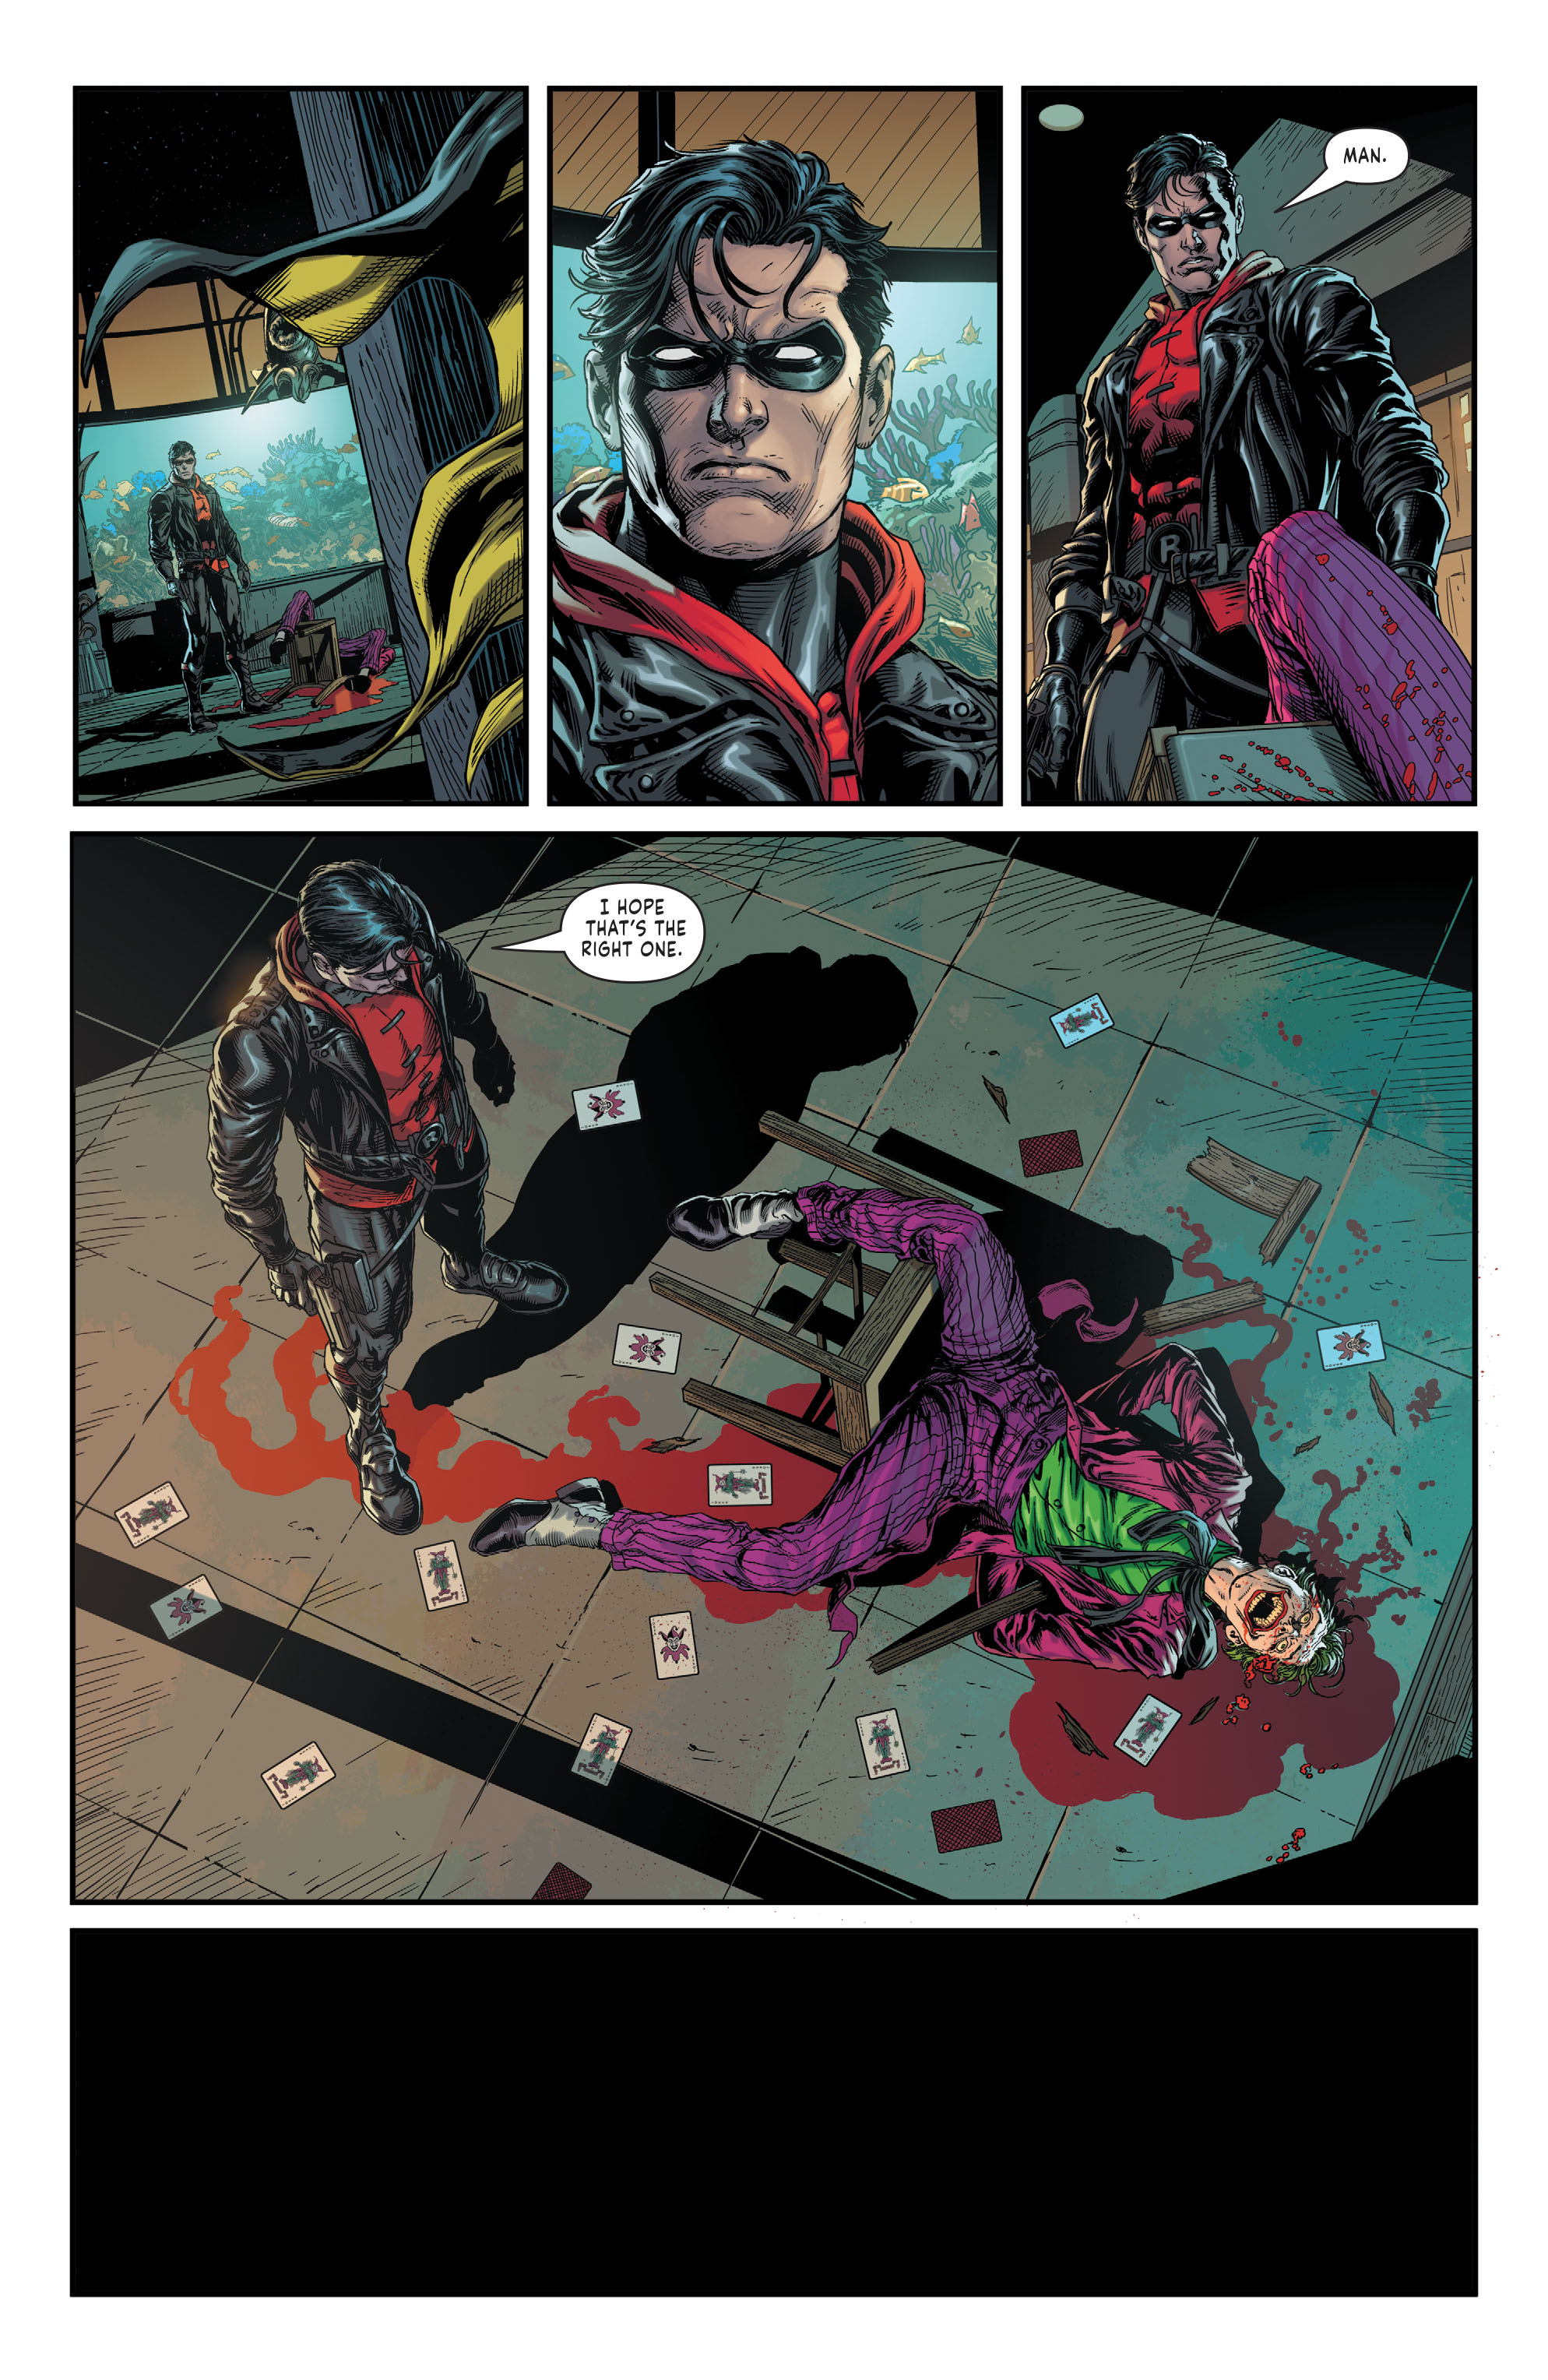 MAN.
R
I HOPE
THAT'S THE
RIGHT ONE.